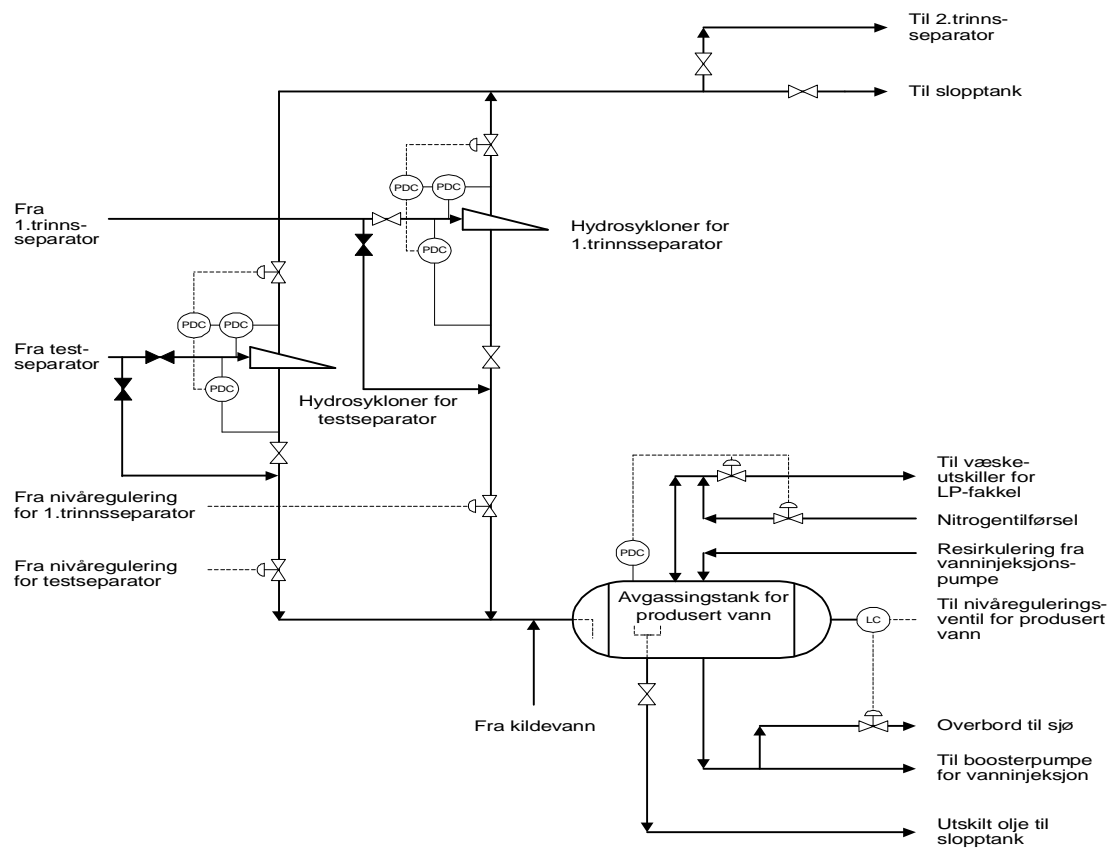 Til 2.trinns-
separator
Til slopptank
PDC
PDC
Fra
1.trinns-
separator
Hydrosykloner for
1.trinnsseparator
PDC
PDC
PDC
Fra test-
separator
PDC
Hydrosykloner for
testseparator
Til væske-
utskiller for
LP-fakkel
Fra nivåregulering
for 1.trinnsseparator
Nitrogentilførsel
PDC
Resirkulering fra
vanninjeksjons-
pumpe
Fra nivåregulering
for testseparator
Avgassingstank for
produsert vann
LC
Til nivåregulerings-
ventil for produsert
vann
Fra kildevann
Overbord til sjø
Til boosterpumpe
for vanninjeksjon
Utskilt olje til
slopptank